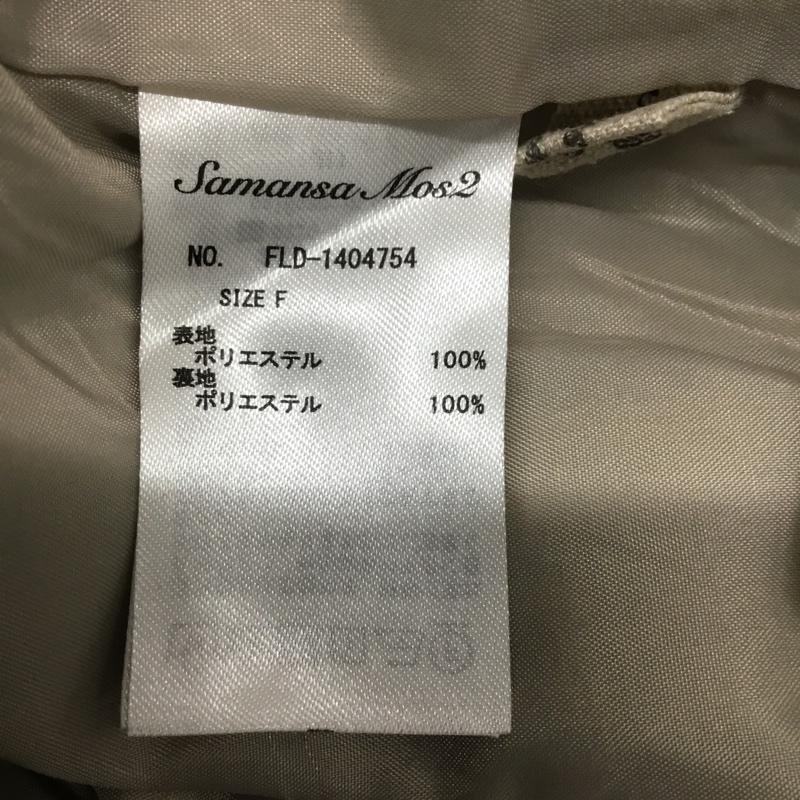 Samansa Mos2
NO. FLD-1404754
SIZE F
表地
ポリエステル 100%
裏地
ポリエステル 100%